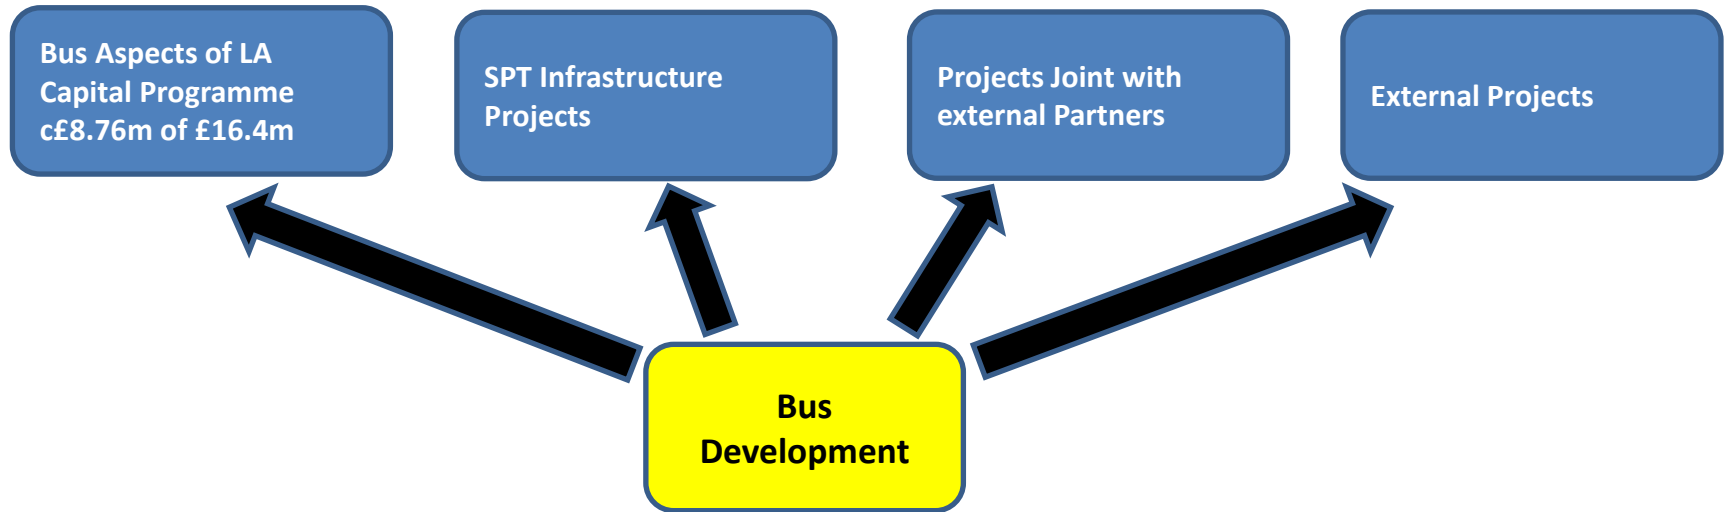 Bus Aspects of LA
Capital Programme
c£8.76m of £16.4m
SPT Infrastructure
Projects
Projects Joint with
external Partners
External Projects
Bus
Development